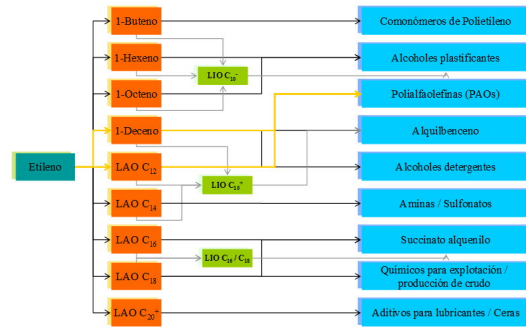 1-Buteno
Comonómeros de Polietileno
1-Hexeno
LIO C10-
Alcoholes plastificantes
1-Octeno
Polialfaolefinas (PAOs)
1-Deceno
Alquilbenceno
Etileno
LAO C12
LIO C10+
Alcoholes detergentes
LAO C14
Aminas / Sulfonatos
LAO C16
Succinato alquenilo
LIO C16 / C18
LAO C18
Químicos para explotación /
producción de crudo
LAO C20+
Aditivos para lubricantes / Ceras